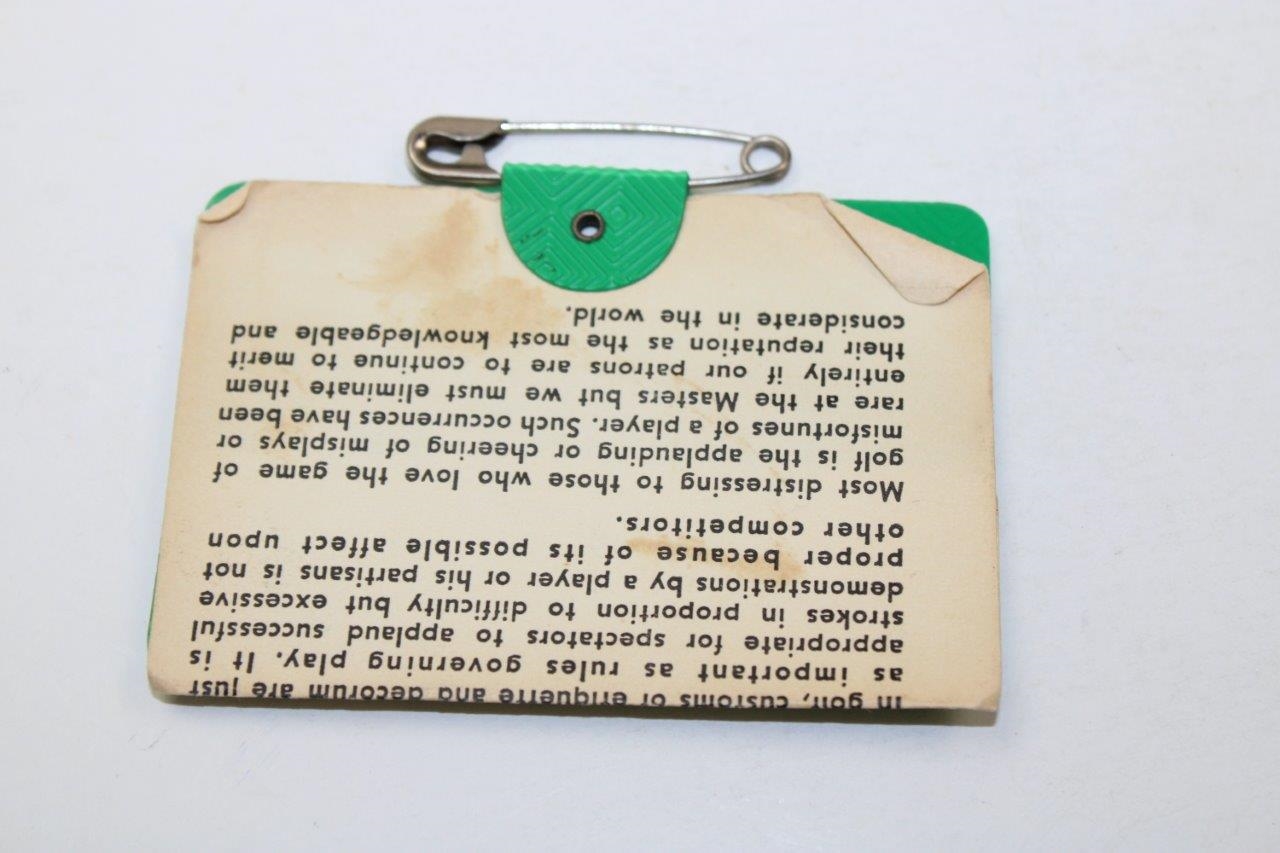 In golf, customs of etiquette and decorum are just
as important as rules governing play. It is
appropriate for spectators to applaud successful
strokes in proportion to difficulty but excessive
demonstrations by a player or his partisans is not
proper because of its possible affect upon
other competitors.
Most distressing to those who love the game of
golf is the applauding or cheering of misplays or
misfortunes of a player. Such occurrences have been
rare at the Masters but we must eliminate them
entirely if our patrons are to continue to merit
their reputation as the most knowledgeable and
considerate in the world.